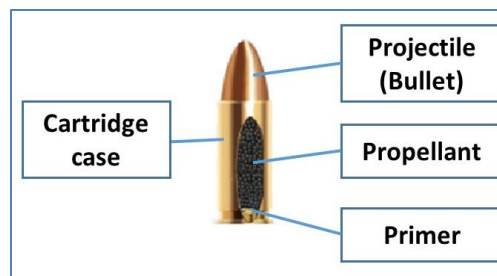 Projectile
(Bullet)
Cartridge
case
Propellant
Primer